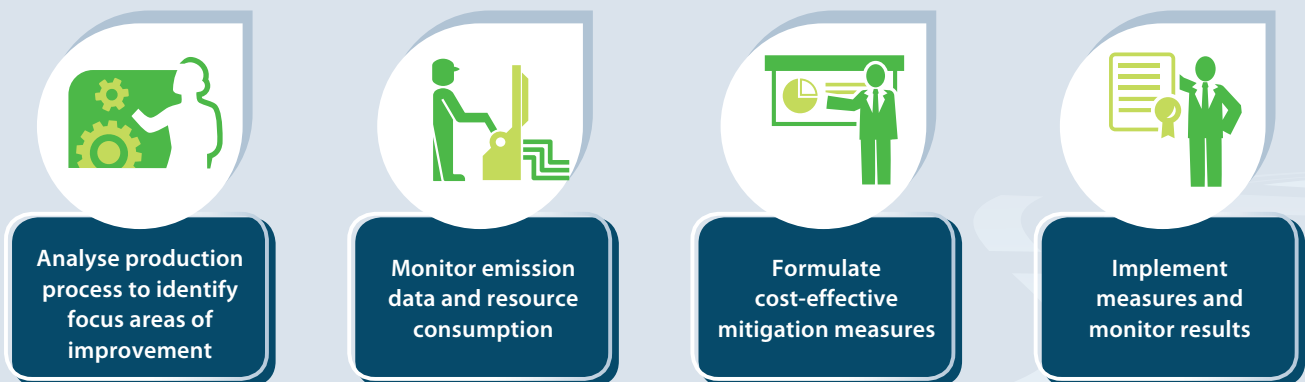 Analyse production
process to identify
focus areas of
improvement
Monitor emission
data and resource
consumption
Formulate
cost-effective
mitigation measures
Implement
measures and
monitor results